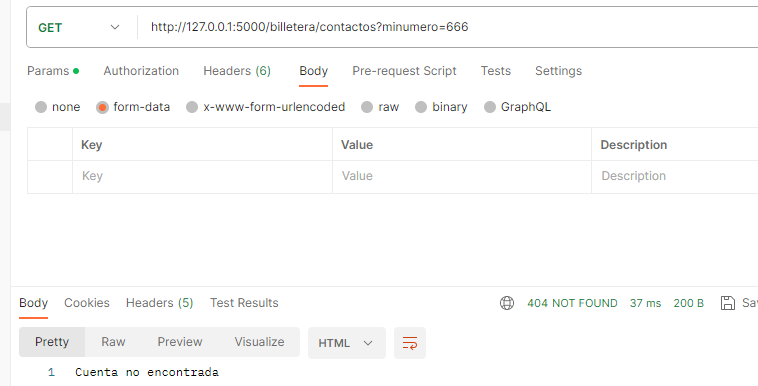 GET http://127.0.0.1:5000/billetera/contactos?minumero=666
Params Authorization Headers (6) Body Pre-request Script Tests Settings
none form-data x-www-form-urlencoded raw binary GraphQL
Key Value Description
Key Value Description
Body Cookies Headers (5) Test Results 404 NOT FOUND 37 ms 200 B
Pretty Raw Preview Visualize HTML
1 Cuenta no encontrada